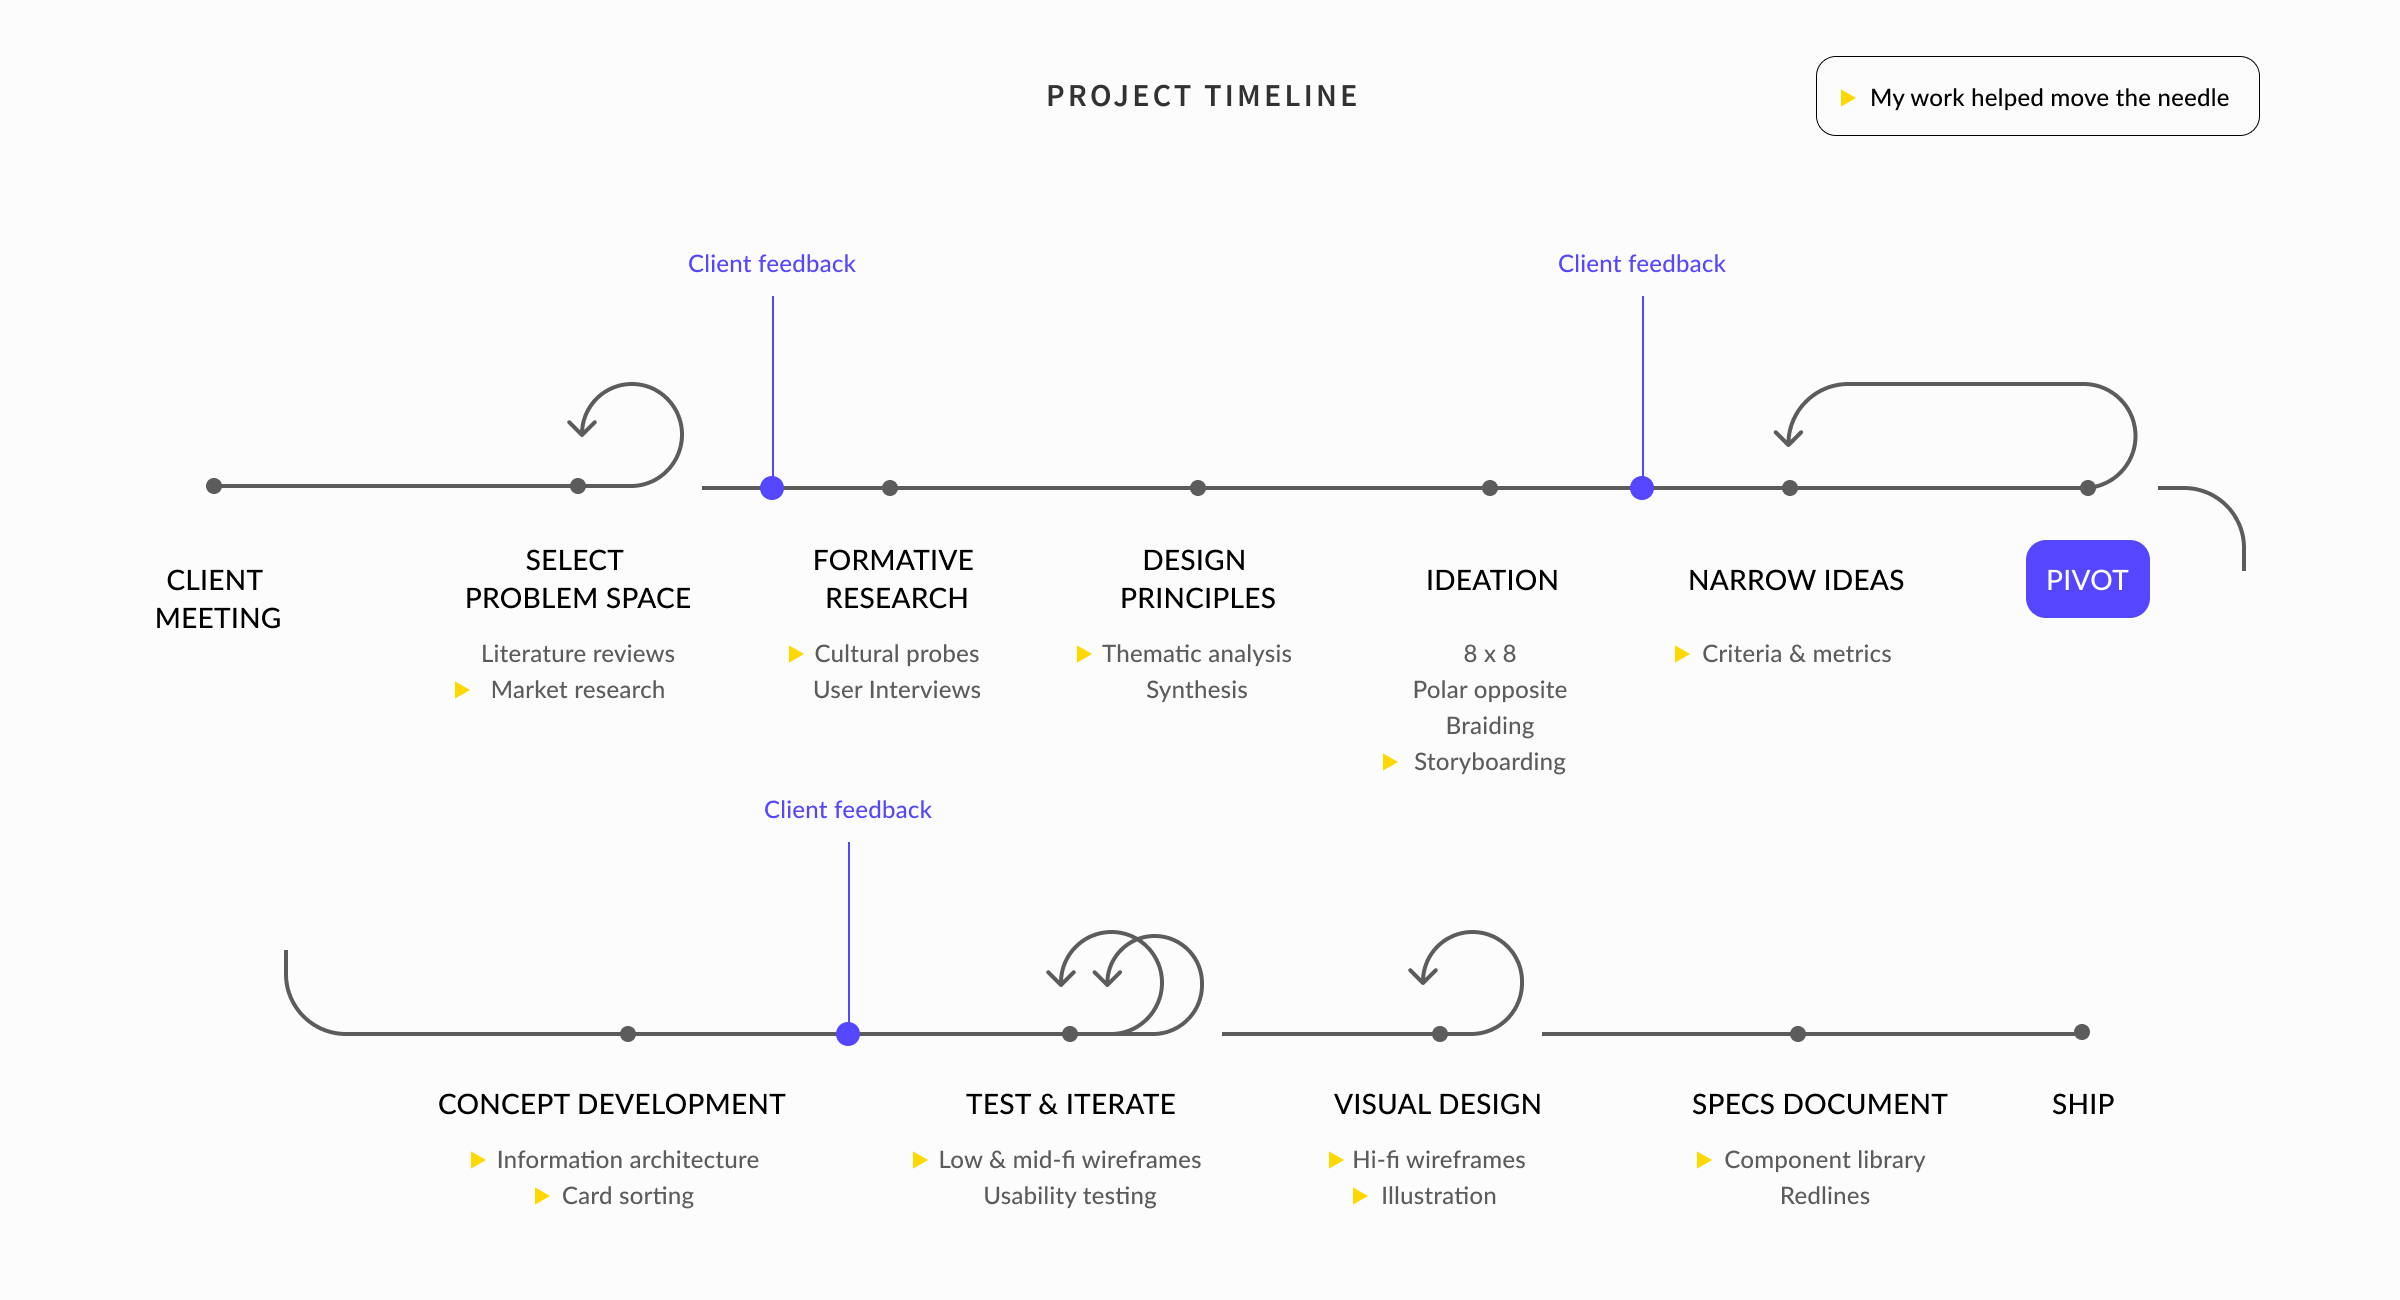 PROJECT TIMELINE
My work helped move the needle
Client feedback
Client feedback
CLIENT
MEETING
SELECT
PROBLEM SPACE
Literature reviews
Market research
FORMATIVE
RESEARCH
Cultural probes
User Interviews
DESIGN
PRINCIPLES
Thematic analysis
Synthesis
IDEATION
8 x 8
Polar opposite
Braiding
Storyboarding
NARROW IDEAS
Criteria & metrics
PIVOT
Client feedback
CONCEPT DEVELOPMENT
Information architecture
Card sorting
TEST & ITERATE
Low & mid-fi wireframes
Usability testing
VISUAL DESIGN
Hi-fi wireframes
Illustration
SPECS DOCUMENT
Component library
Redlines
SHIP